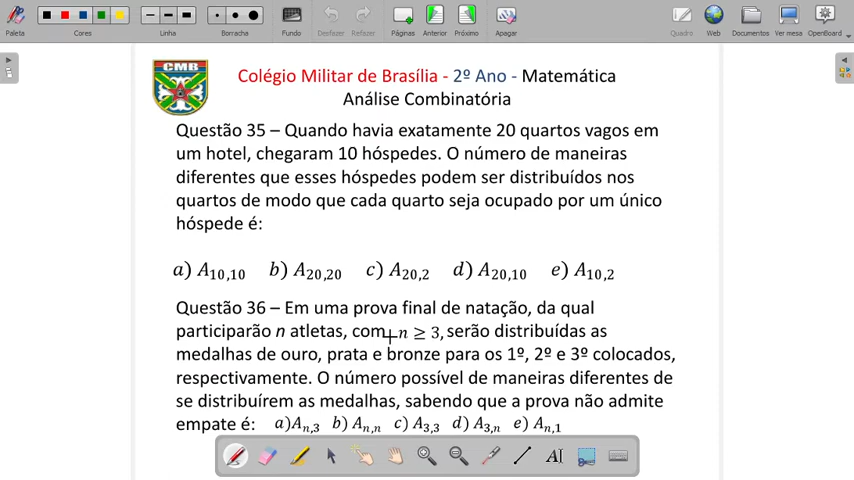 Paleta
Cores
Linha
Borracha
Fundo
Desfazer
Refazer
Páginas
Anterior
Próximo
Apagar
Quadro
Web
Documentos
Ver mesa
OpenBoard
CMB
Colégio Militar de Brasília - 2º Ano - Matemática
Análise Combinatória
Questão 35 – Quando havia exatamente 20 quartos vagos em
um hotel, chegaram 10 hóspedes. O número de maneiras
diferentes que esses hóspedes podem ser distribuídos nos
quartos de modo que cada quarto seja ocupado por um único
hóspede é:
a) A₁₀,₁₀ b) A₂₀,₂₀ c) A₂₀,₂ d) A₂₀,₁₀ e) A₁₀,₂
Questão 36 – Em uma prova final de natação, da qual
participarão n atletas, com n ≥ 3, serão distribuídas as
medalhas de ouro, prata e bronze para os 1º, 2º e 3º colocados,
respectivamente. O número possível de maneiras diferentes de
se distribuírem as medalhas, sabendo que a prova não admite
empate é: a)Aₙ,₃ b) Aₙ,ₙ c) A₃,₃ d) A₃,ₙ e) Aₙ,₁